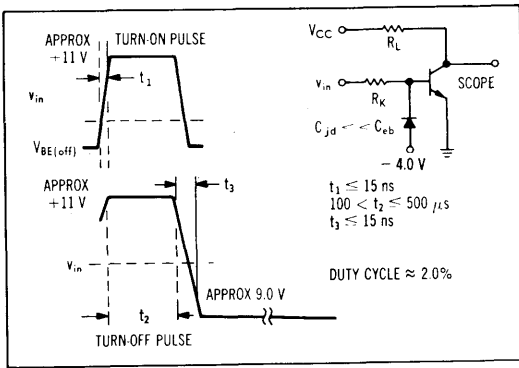 APPROX
+11 V
TURN-ON PULSE
t1
vin
VBE(off)
APPROX
+11 V
t3
vin
APPROX 9.0 V
t2
TURN-OFF PULSE
VCC
RL
SCOPE
vin
RK
Cjd < < Ceb
− 4.0 V
t1 ≤ 15 ns
100 < t2 ≤ 500 µs
t3 ≤ 15 ns
DUTY CYCLE ≈ 2.0%